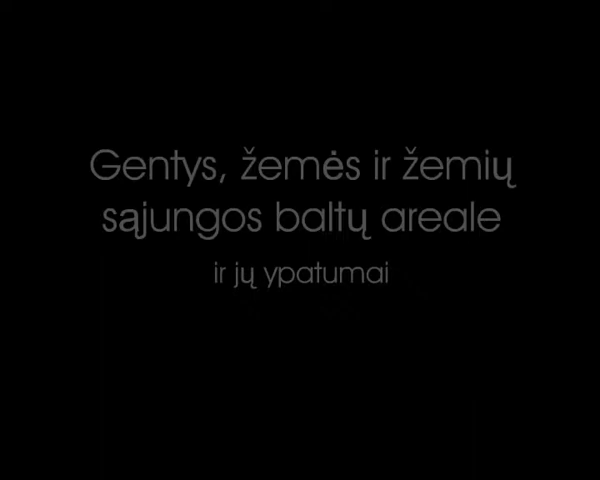 Gentys, žemės ir žemių
sąjungos baltų areale
ir jų ypatumai